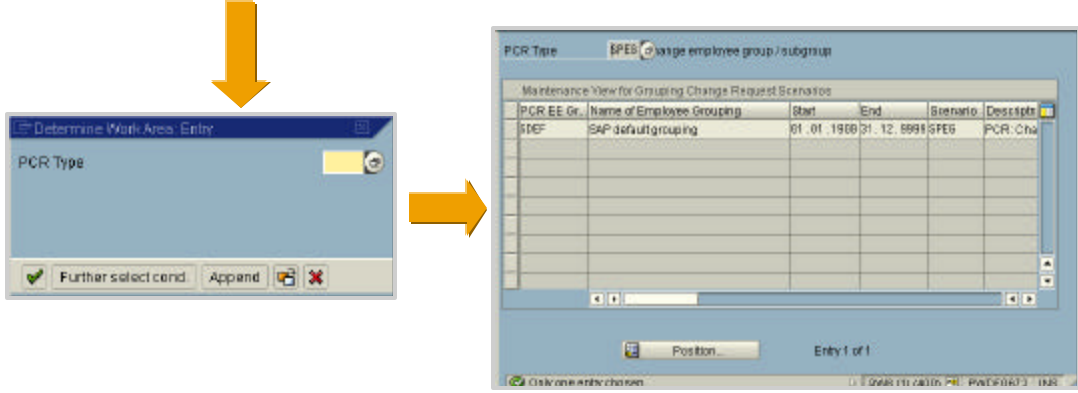 Determine Work Area: Entry
PCR Type
Further select cond.
Append
PCR Type SPEG Change employee group / subgroup
Maintenance View for Grouping Change Request Scenarios
PCR EE Gr. Name of Employee Grouping Start End Scenario Descriptn
SDEF SAP default grouping 01.01.1900 31.12.9999 SPEG PCR: Cha
Position...
Entry 1 of 1
Only one entry chosen
INS